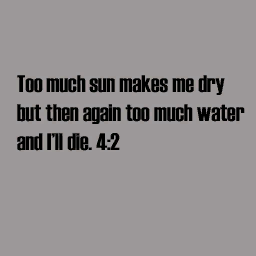 Too much sun makes me dry
but then again too much water
and I'll die. 4:2